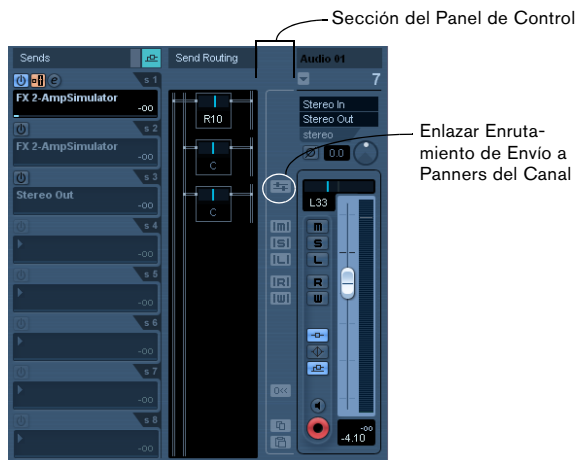 Sección del Panel de Control
Sends
Send Routing
Audio 01
s 1
7
FX 2-AmpSimulator
-oo
R10
Stereo In
Stereo Out
stereo
s 2
FX 2-AmpSimulator
-oo
C
0.0
Enlazar Enruta-
miento de Envío a
Panners del Canal
s 3
Stereo Out
-oo
C
L33
s 4
-oo
M
M
S
S
L
L
s 5
-oo
R
R
W
W
s 6
-oo
s 7
-oo
0<<
s 8
-oo
-oo
-4.10